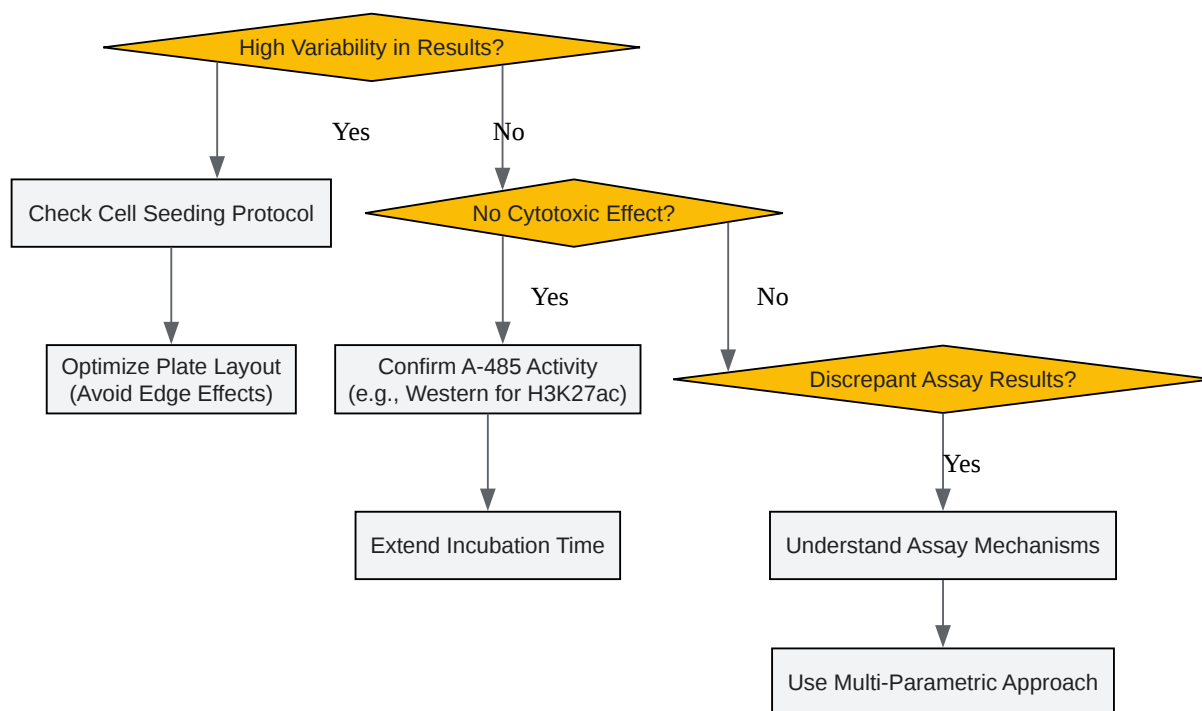 High Variability in Results?
Yes
No
Check Cell Seeding Protocol
No Cytotoxic Effect?
Yes
No
Optimize Plate Layout
(Avoid Edge Effects)
Confirm A-485 Activity
(e.g., Western for H3K27ac)
Discrepant Assay Results?
Yes
Extend Incubation Time
Understand Assay Mechanisms
Use Multi-Parametric Approach